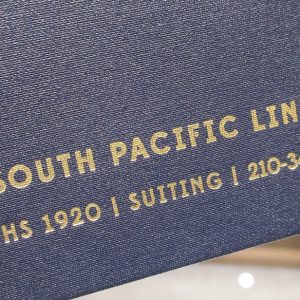 SOUTH PACIFIC LIN
HS 1920 | SUITING | 210-3